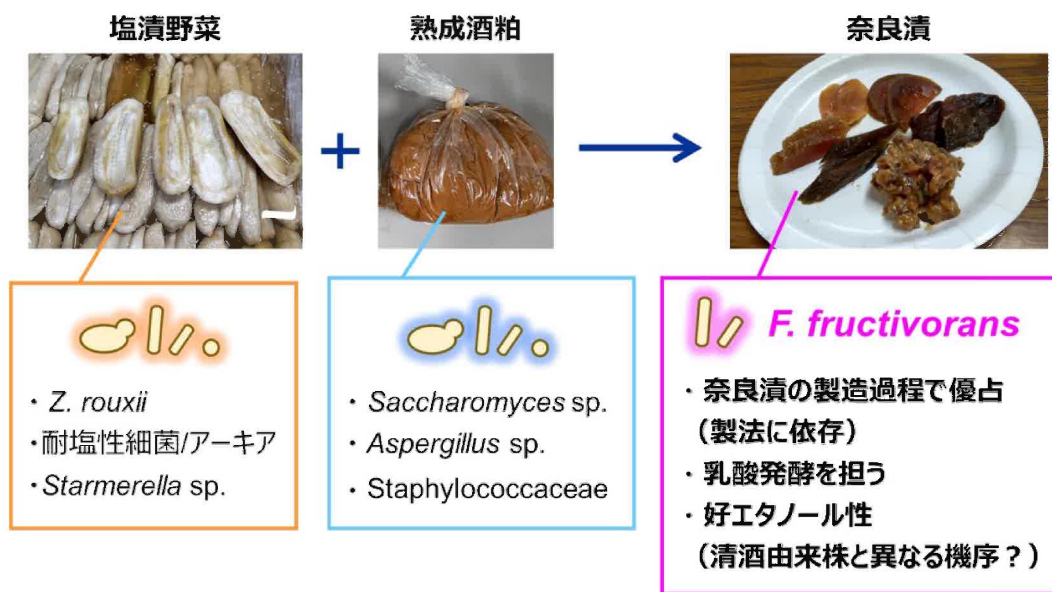 塩漬野菜
熟成酒粕
奈良漬
・Z. rouxii
・耐塩性細菌/アーキア
・Starmerella sp.
・Saccharomyces sp.
・Aspergillus sp.
・Staphylococcaceae
F. fructivorans
・奈良漬の製造過程で優占
（製法に依存）
・乳酸発酵を担う
・好エタノール性
（清酒由来株と異なる機序？）